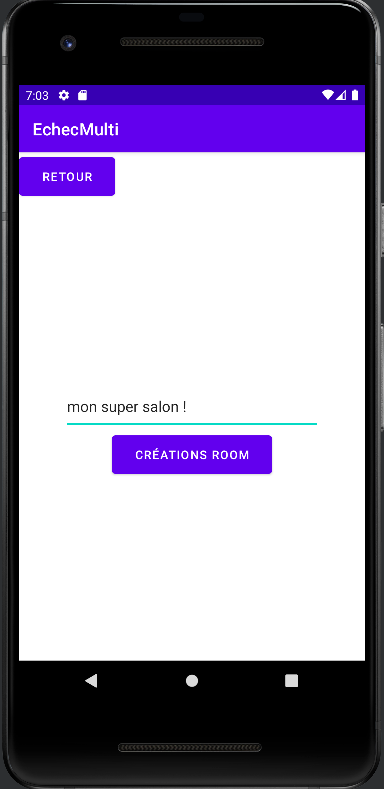 7:03
EchecMulti
RETOUR
mon super salon !
CRÉATIONS ROOM